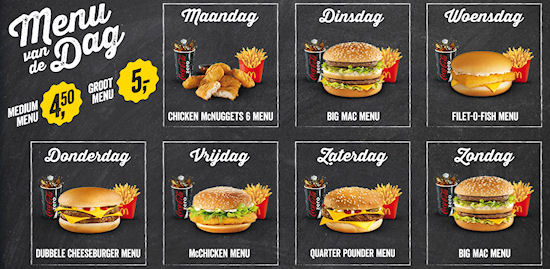 Menu
van
de
Dag
MEDIUM
MENU
4,50
GROOT
MENU
5,-
Maandag
CHICKEN McNUGGETS 6 MENU
Dinsdag
BIG MAC MENU
Woensdag
FILET-O-FISH MENU
Donderdag
DUBBELE CHEESEBURGER MENU
Vrijdag
McCHICKEN MENU
Zaterdag
QUARTER POUNDER MENU
Zondag
BIG MAC MENU